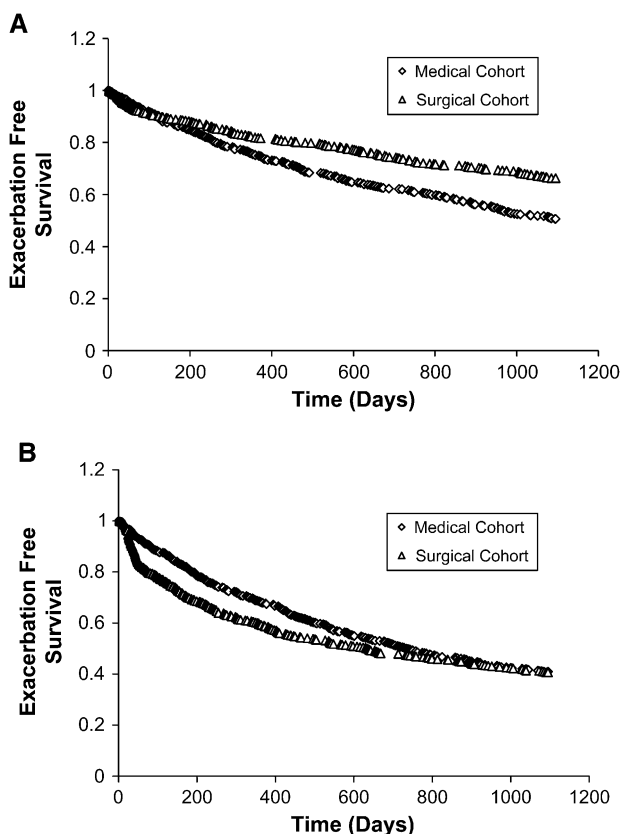 A
1.2
1
0.8
0.6
0.4
0.2
0
Exacerbation Free
Survival
Medical Cohort
Surgical Cohort
0 200 400 600 800 1000 1200
Time (Days)
B
1.2
1
0.8
0.6
0.4
0.2
0
Exacerbation Free
Survival
Medical Cohort
Surgical Cohort
0 200 400 600 800 1000 1200
Time (Days)